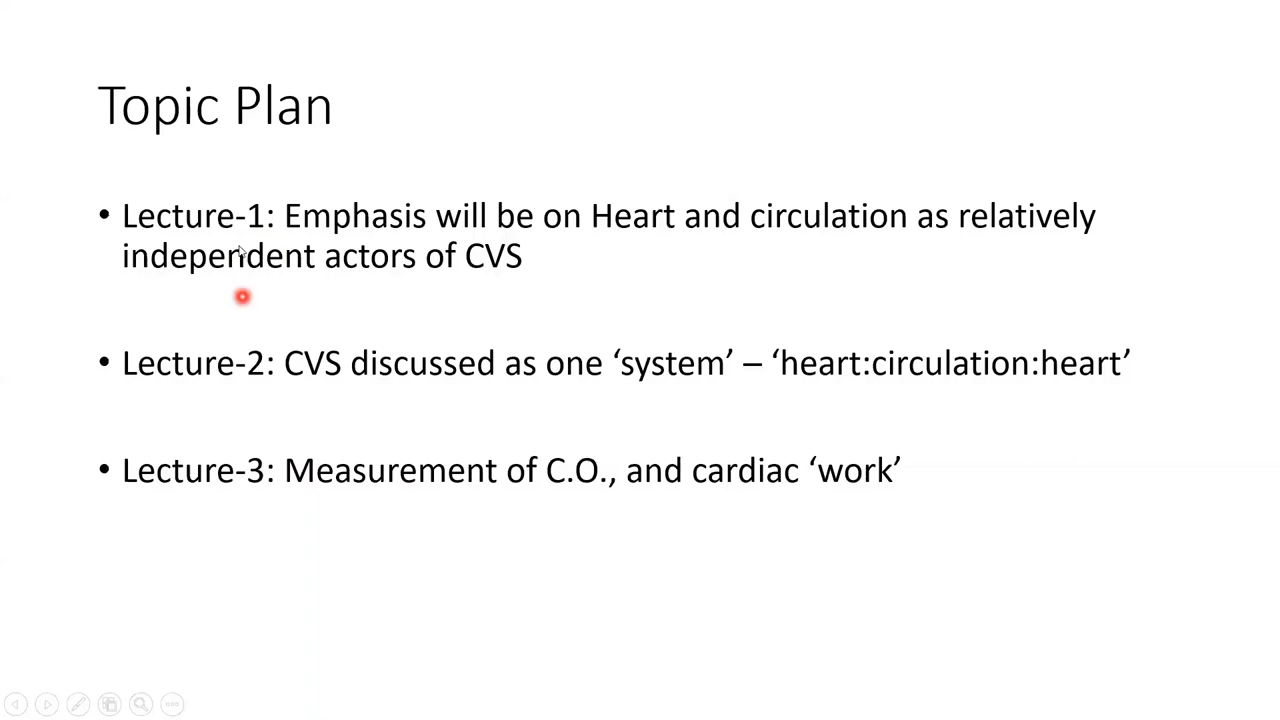 Topic Plan
• Lecture-1: Emphasis will be on Heart and circulation as relatively
independent actors of CVS
• Lecture-2: CVS discussed as one ‘system’ – ‘heart:circulation:heart’
• Lecture-3: Measurement of C.O., and cardiac ‘work’